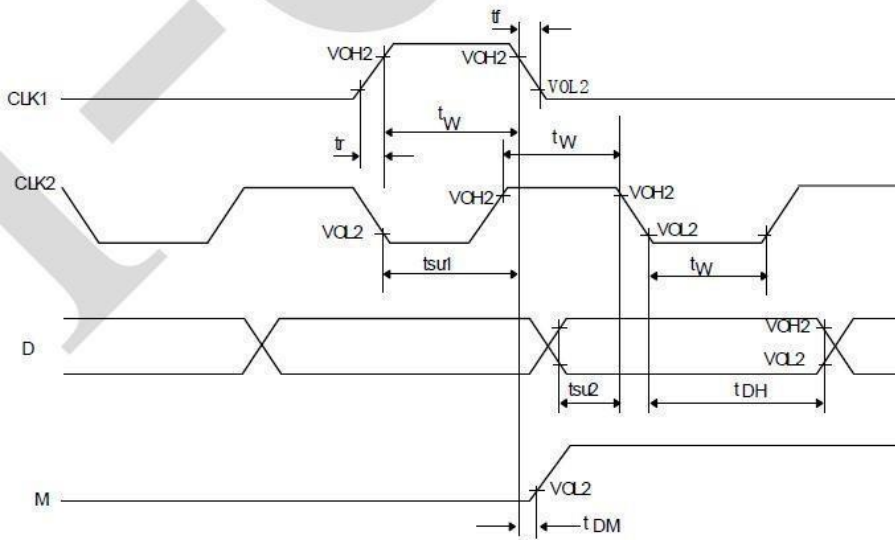 tf
VOH2 VOH2
VOL2
CLK1
tW
tr tW
CLK2
VOH2 VOH2
VOL2 VOL2
tsu1 tW
VOH2
D
VOL2
tsu2 tDH
VOL2
M
tDM